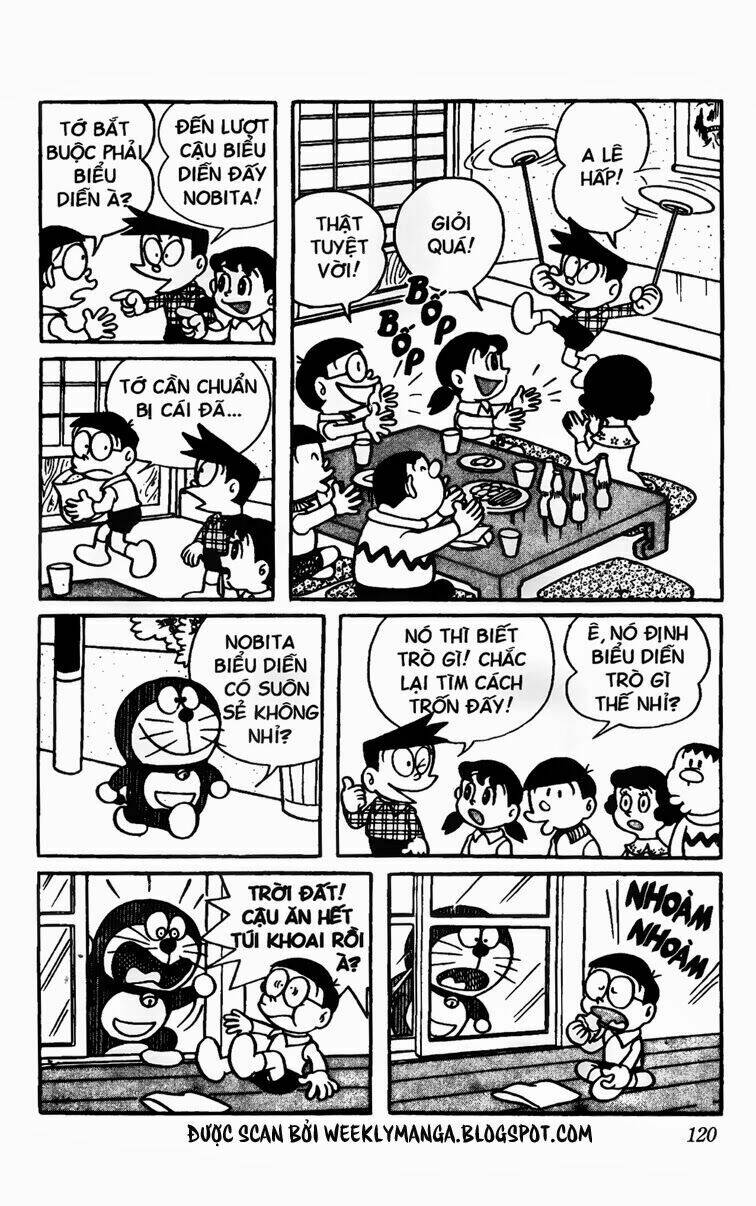 A LÊ
HẤP!
GIỎI
QUÁ!
THẬT
TUYỆT
VỜI!
BỐP
BỐP
ĐẾN LƯỢT
CẬU BIỂU
DIỄN ĐẤY
NOBITA!
TỚ BẮT
BUỘC PHẢI
BIỂU
DIỄN À?
TỚ CẦN CHUẨN
BỊ CÁI ĐÃ...
Ê, NÓ ĐỊNH
BIỂU DIỄN
TRÒ GÌ
THẾ NHỈ?
NÓ THÌ BIẾT
TRÒ GÌ! CHẮC
LẠI TÌM CÁCH
TRỐN ĐẤY!
NOBITA
BIỂU DIỄN
CÓ SUÔN
SẺ KHÔNG
NHỈ?
NHOÀM
NHOÀM
TRỜI ĐẤT!
CẬU ĂN HẾT
TÚI KHOAI RỒI
À?
ĐƯỢC SCAN BỞI WEEKLYMANGA.BLOGSPOT.COM
120